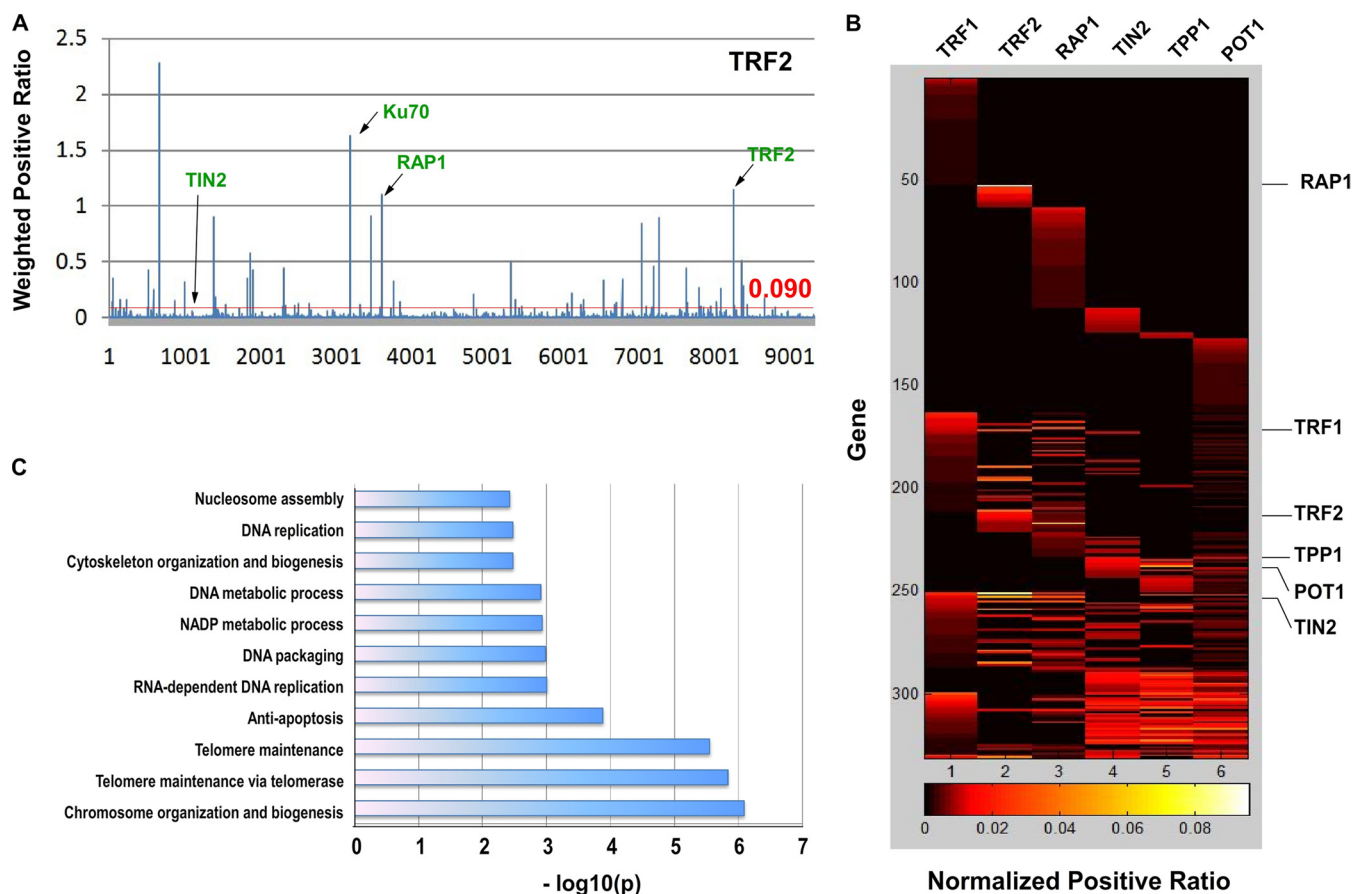 A
Weighted Positive Ratio
2.5
2
1.5
1
0.5
0
TRF2
Ku70
RAP1
TIN2
TRF2
0.090
1 1001 2001 3001 4001 5001 6001 7001 8001 9001
B
TRF1 TRF2 RAP1 TIN2 TPP1 POT1
Gene
50
100
150
200
250
300
RAP1
TRF1
TRF2
TPP1
POT1
TIN2
1 2 3 4 5 6
0 0.02 0.04 0.06 0.08
Normalized Positive Ratio
C
Nucleosome assembly
DNA replication
Cytoskeleton organization and biogenesis
DNA metabolic process
NADP metabolic process
DNA packaging
RNA-dependent DNA replication
Anti-apoptosis
Telomere maintenance
Telomere maintenance via telomerase
Chromosome organization and biogenesis
0 1 2 3 4 5 6 7
- log10(p)